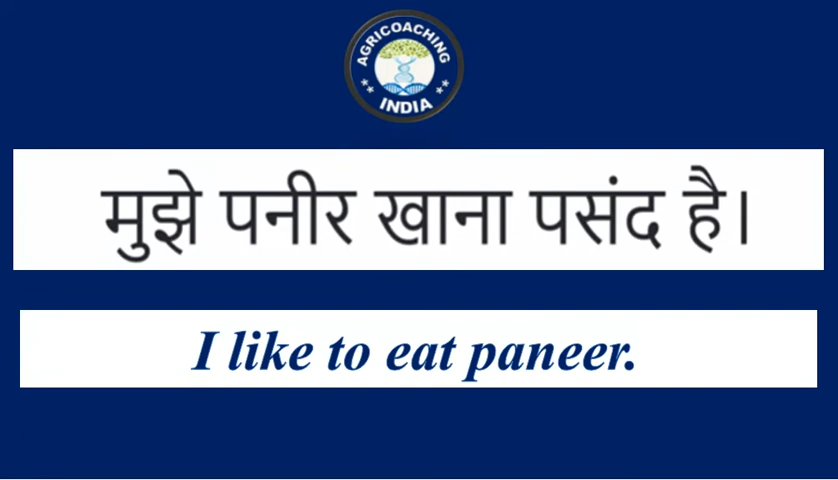 AGRICOACHING
INDIA
मुझे पनीर खाना पसंद है।
I like to eat paneer.